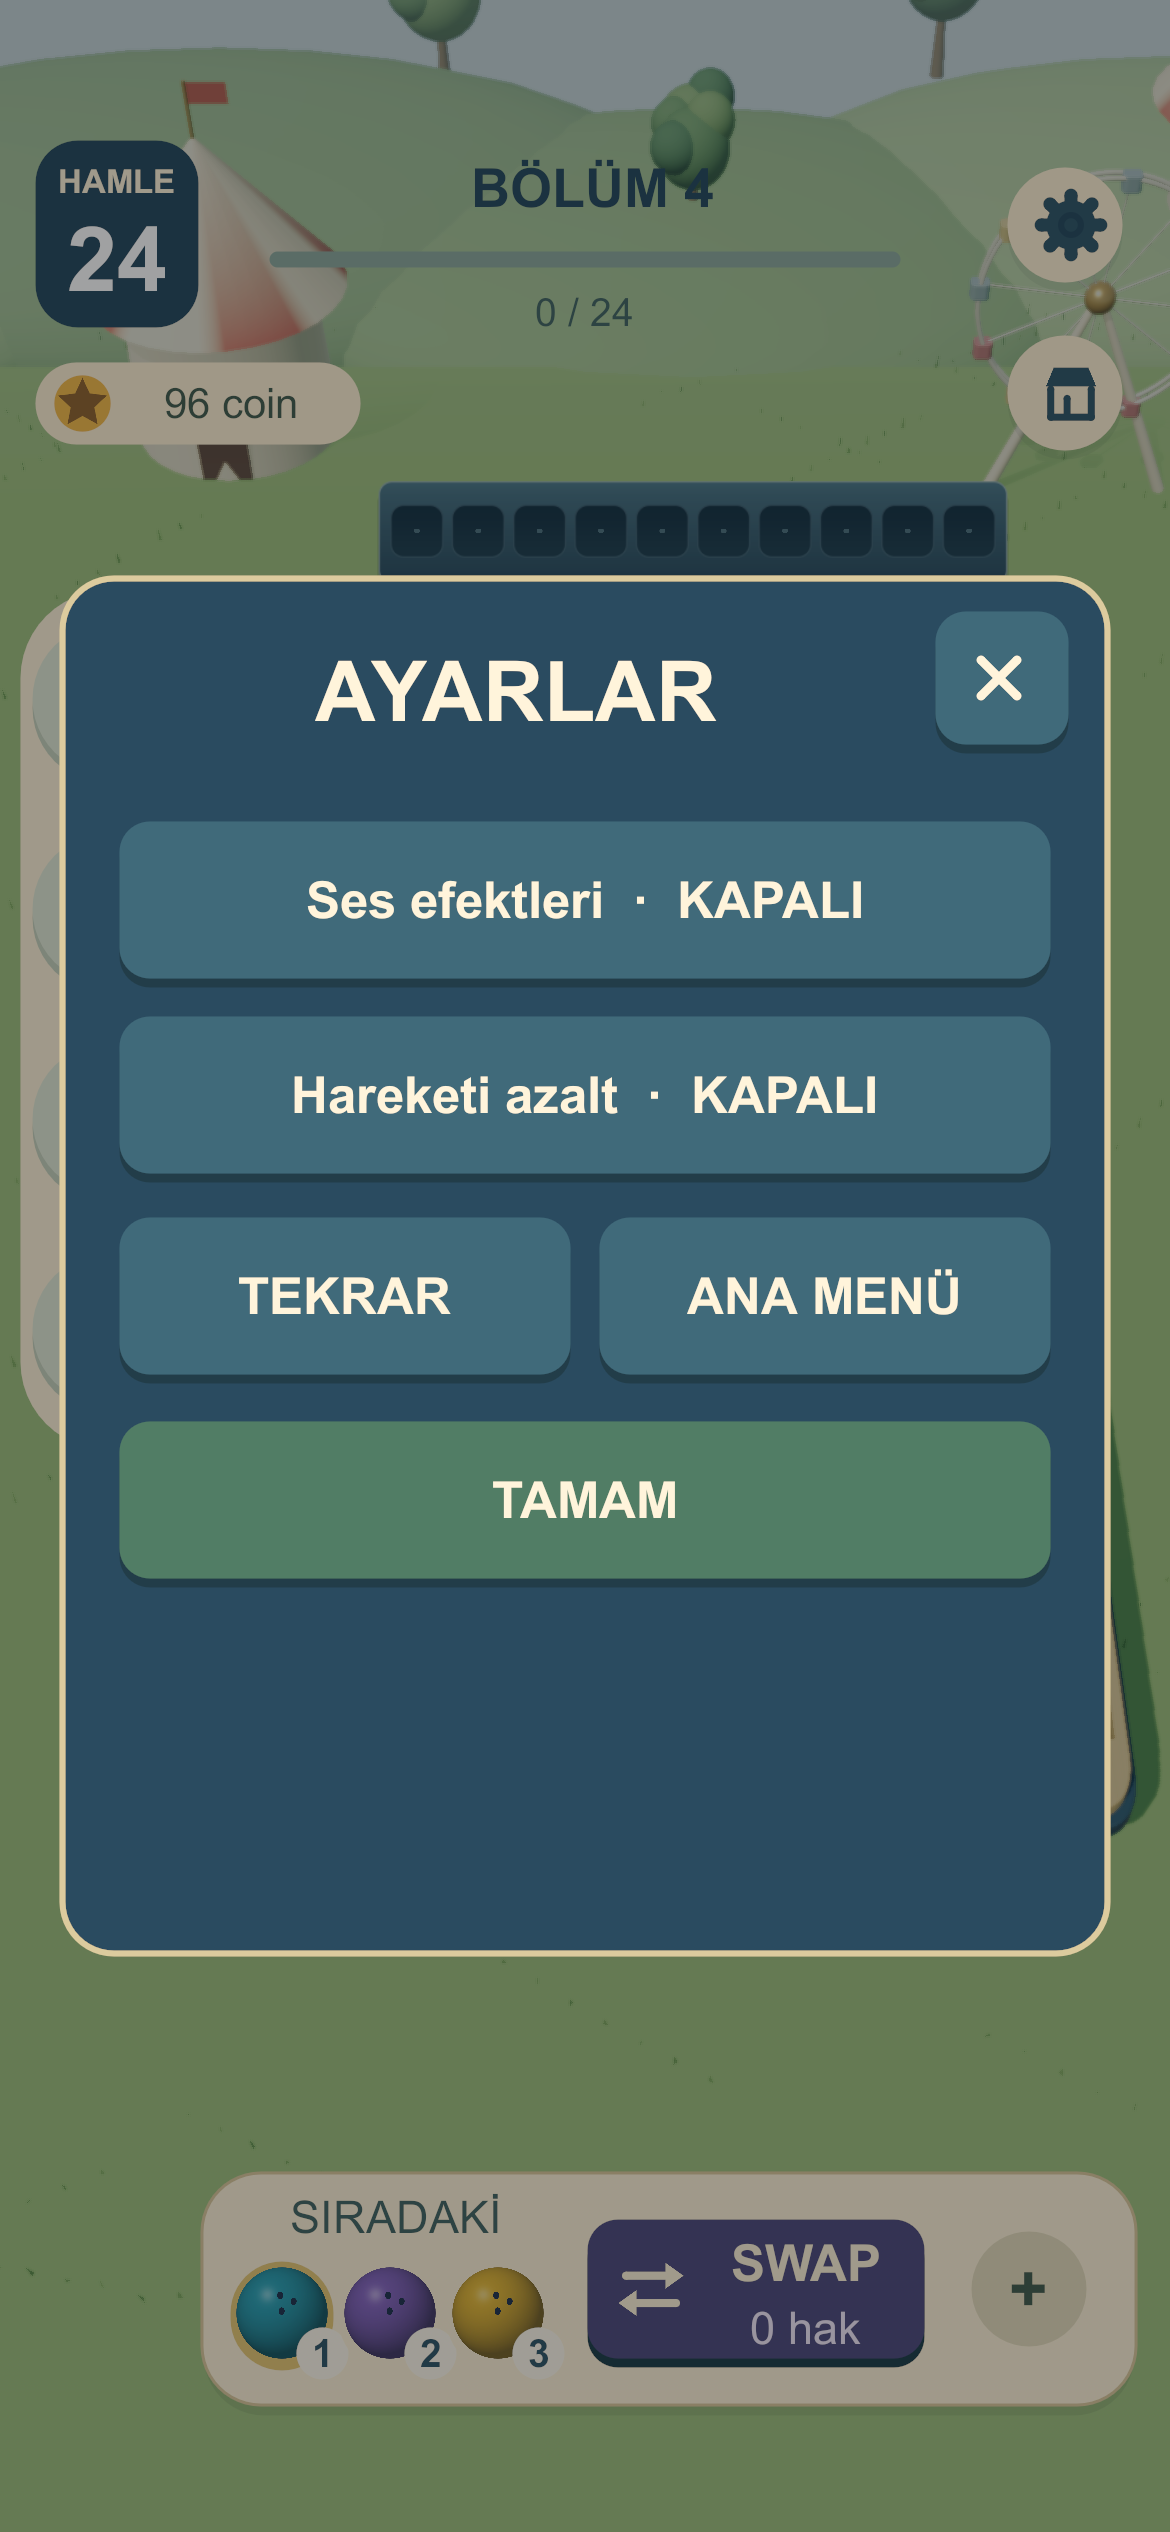 HAMLE
24
BÖLÜM 4
0 / 24
96 coin
AYARLAR
Ses efektleri · KAPALI
Hareketi azalt · KAPALI
TEKRAR
ANA MENÜ
TAMAM
SIRADAKİ
1
2
3
SWAP
0 hak
+